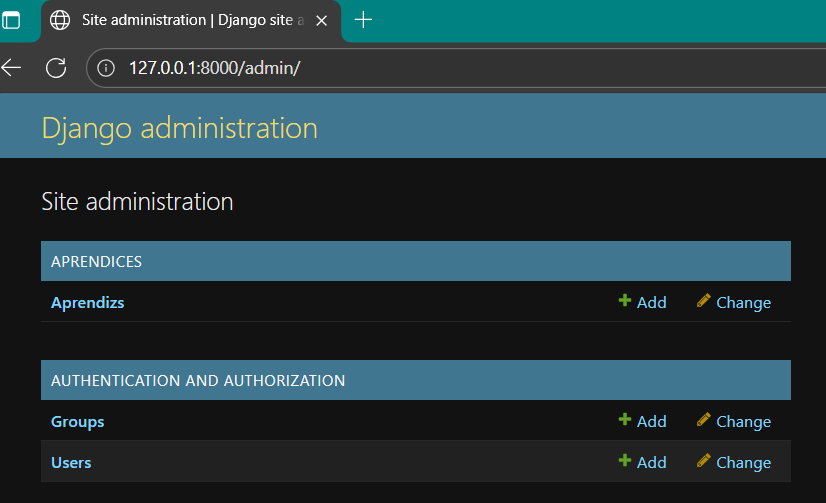 Site administration | Django site a
127.0.0.1:8000/admin/
Django administration
Site administration
APRENDICES
Aprendizs Add Change
AUTHENTICATION AND AUTHORIZATION
Groups Add Change
Users Add Change